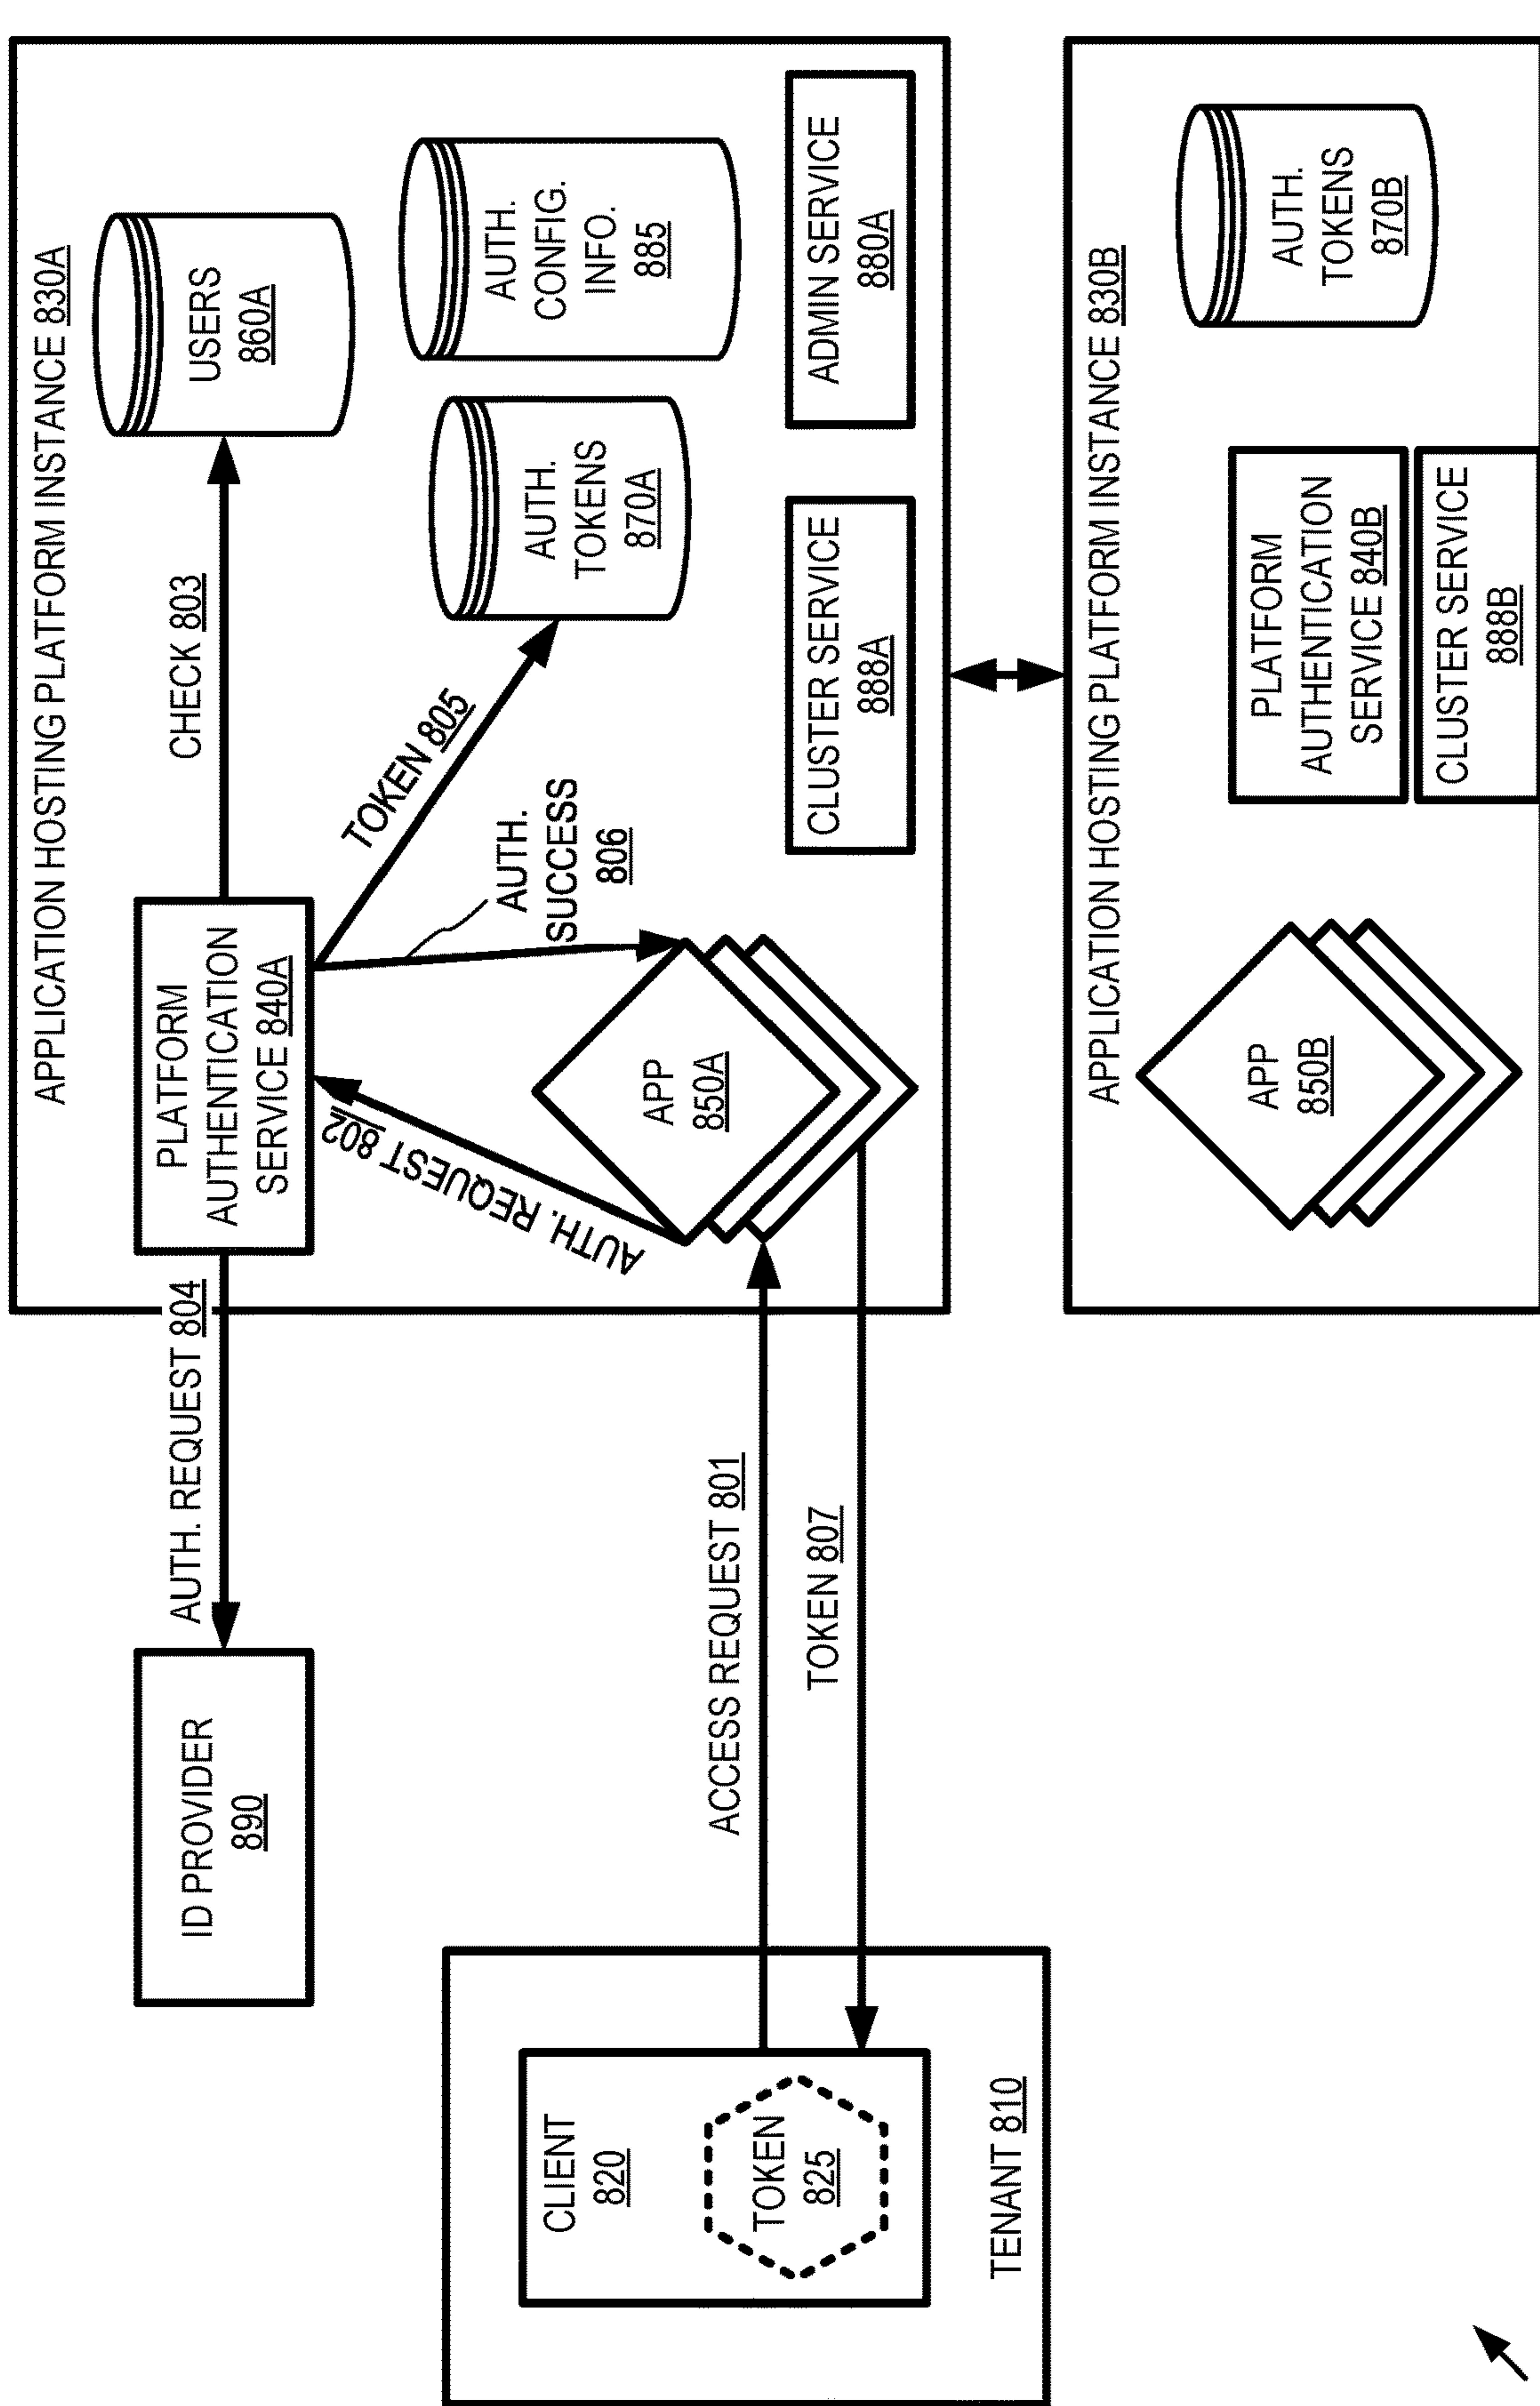 APPLICATION HOSTING PLATFORM INSTANCE 830A
ID PROVIDER
890
AUTH. REQUEST 804
PLATFORM
AUTHENTICATION
SERVICE 840A
CHECK 803
USERS
860A
AUTH. REQUEST 802
TOKEN 805
AUTH.
SUCCESS
806
AUTH.
TOKENS
870A
AUTH.
CONFIG.
INFO.
885
APP
850A
CLUSTER SERVICE
888A
ADMIN SERVICE
880A
CLIENT
820
TOKEN
825
TENANT 810
ACCESS REQUEST 801
TOKEN 807
APPLICATION HOSTING PLATFORM INSTANCE 830B
APP
850B
PLATFORM
AUTHENTICATION
SERVICE 840B
CLUSTER SERVICE
888B
AUTH.
TOKENS
870B